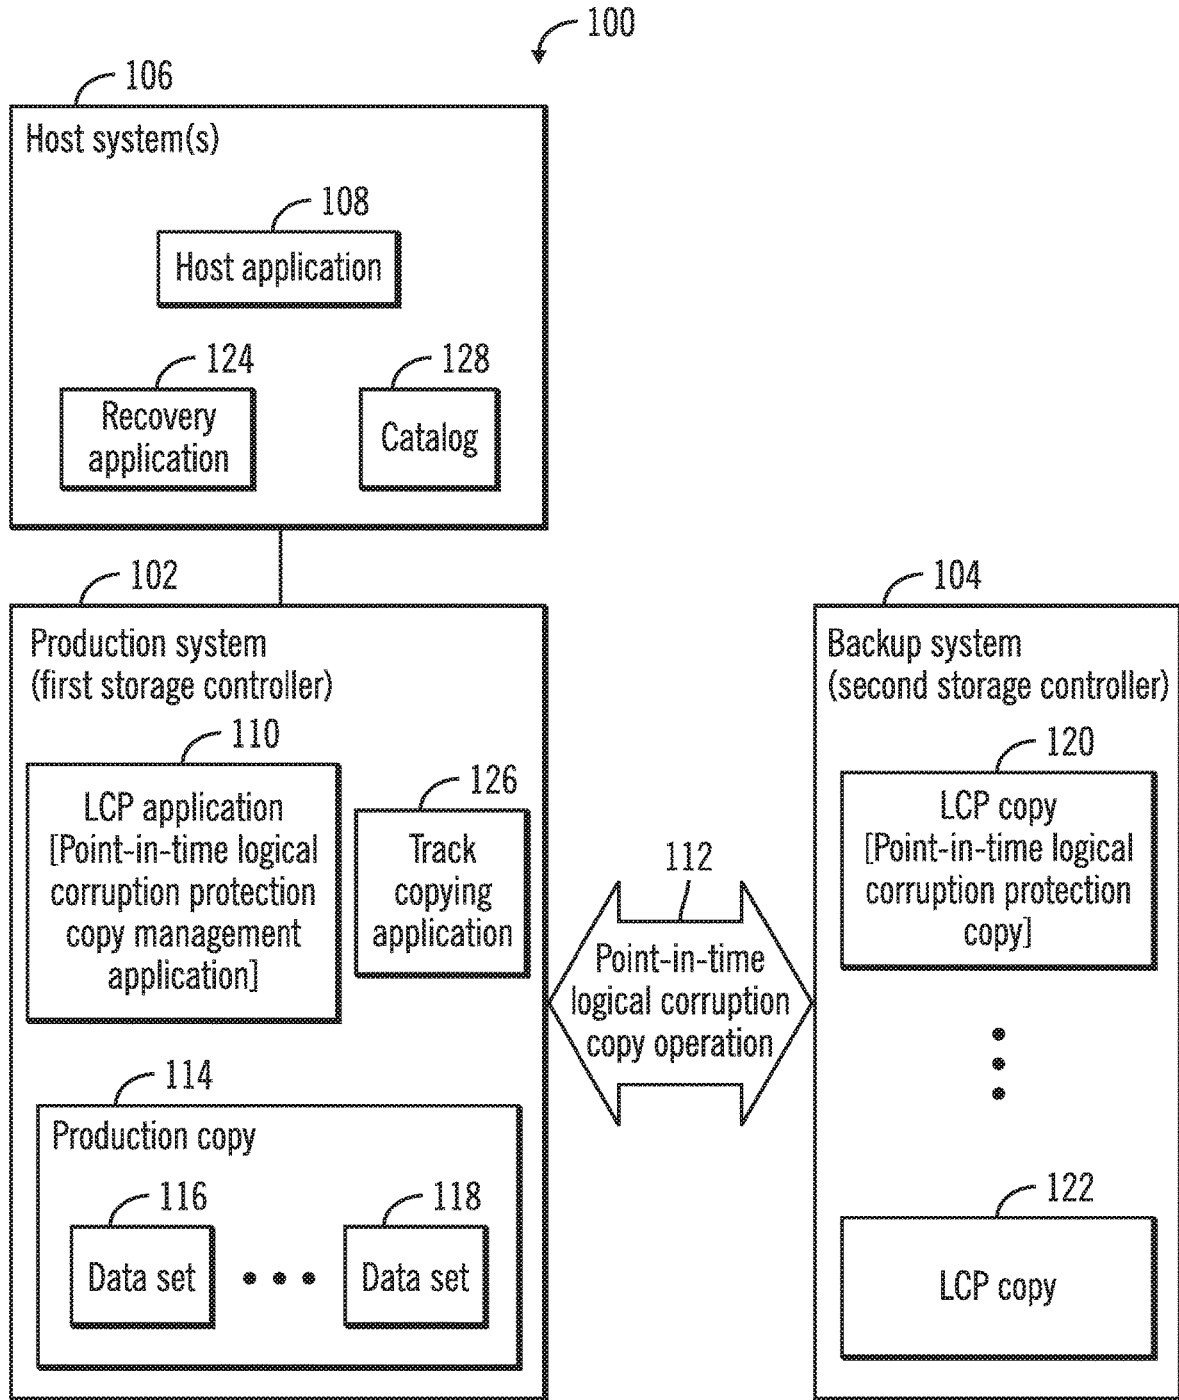 100
106
Host system(s)
108
Host application
124
Recovery
application
128
Catalog
102
Production system
(first storage controller)
110
LCP application
[Point-in-time logical
corruption protection
copy management
application]
126
Track
copying
application
112
Point-in-time
logical corruption
copy operation
104
Backup system
(second storage controller)
120
LCP copy
[Point-in-time logical
corruption protection
copy]
114
Production copy
116
Data set
118
Data set
122
LCP copy